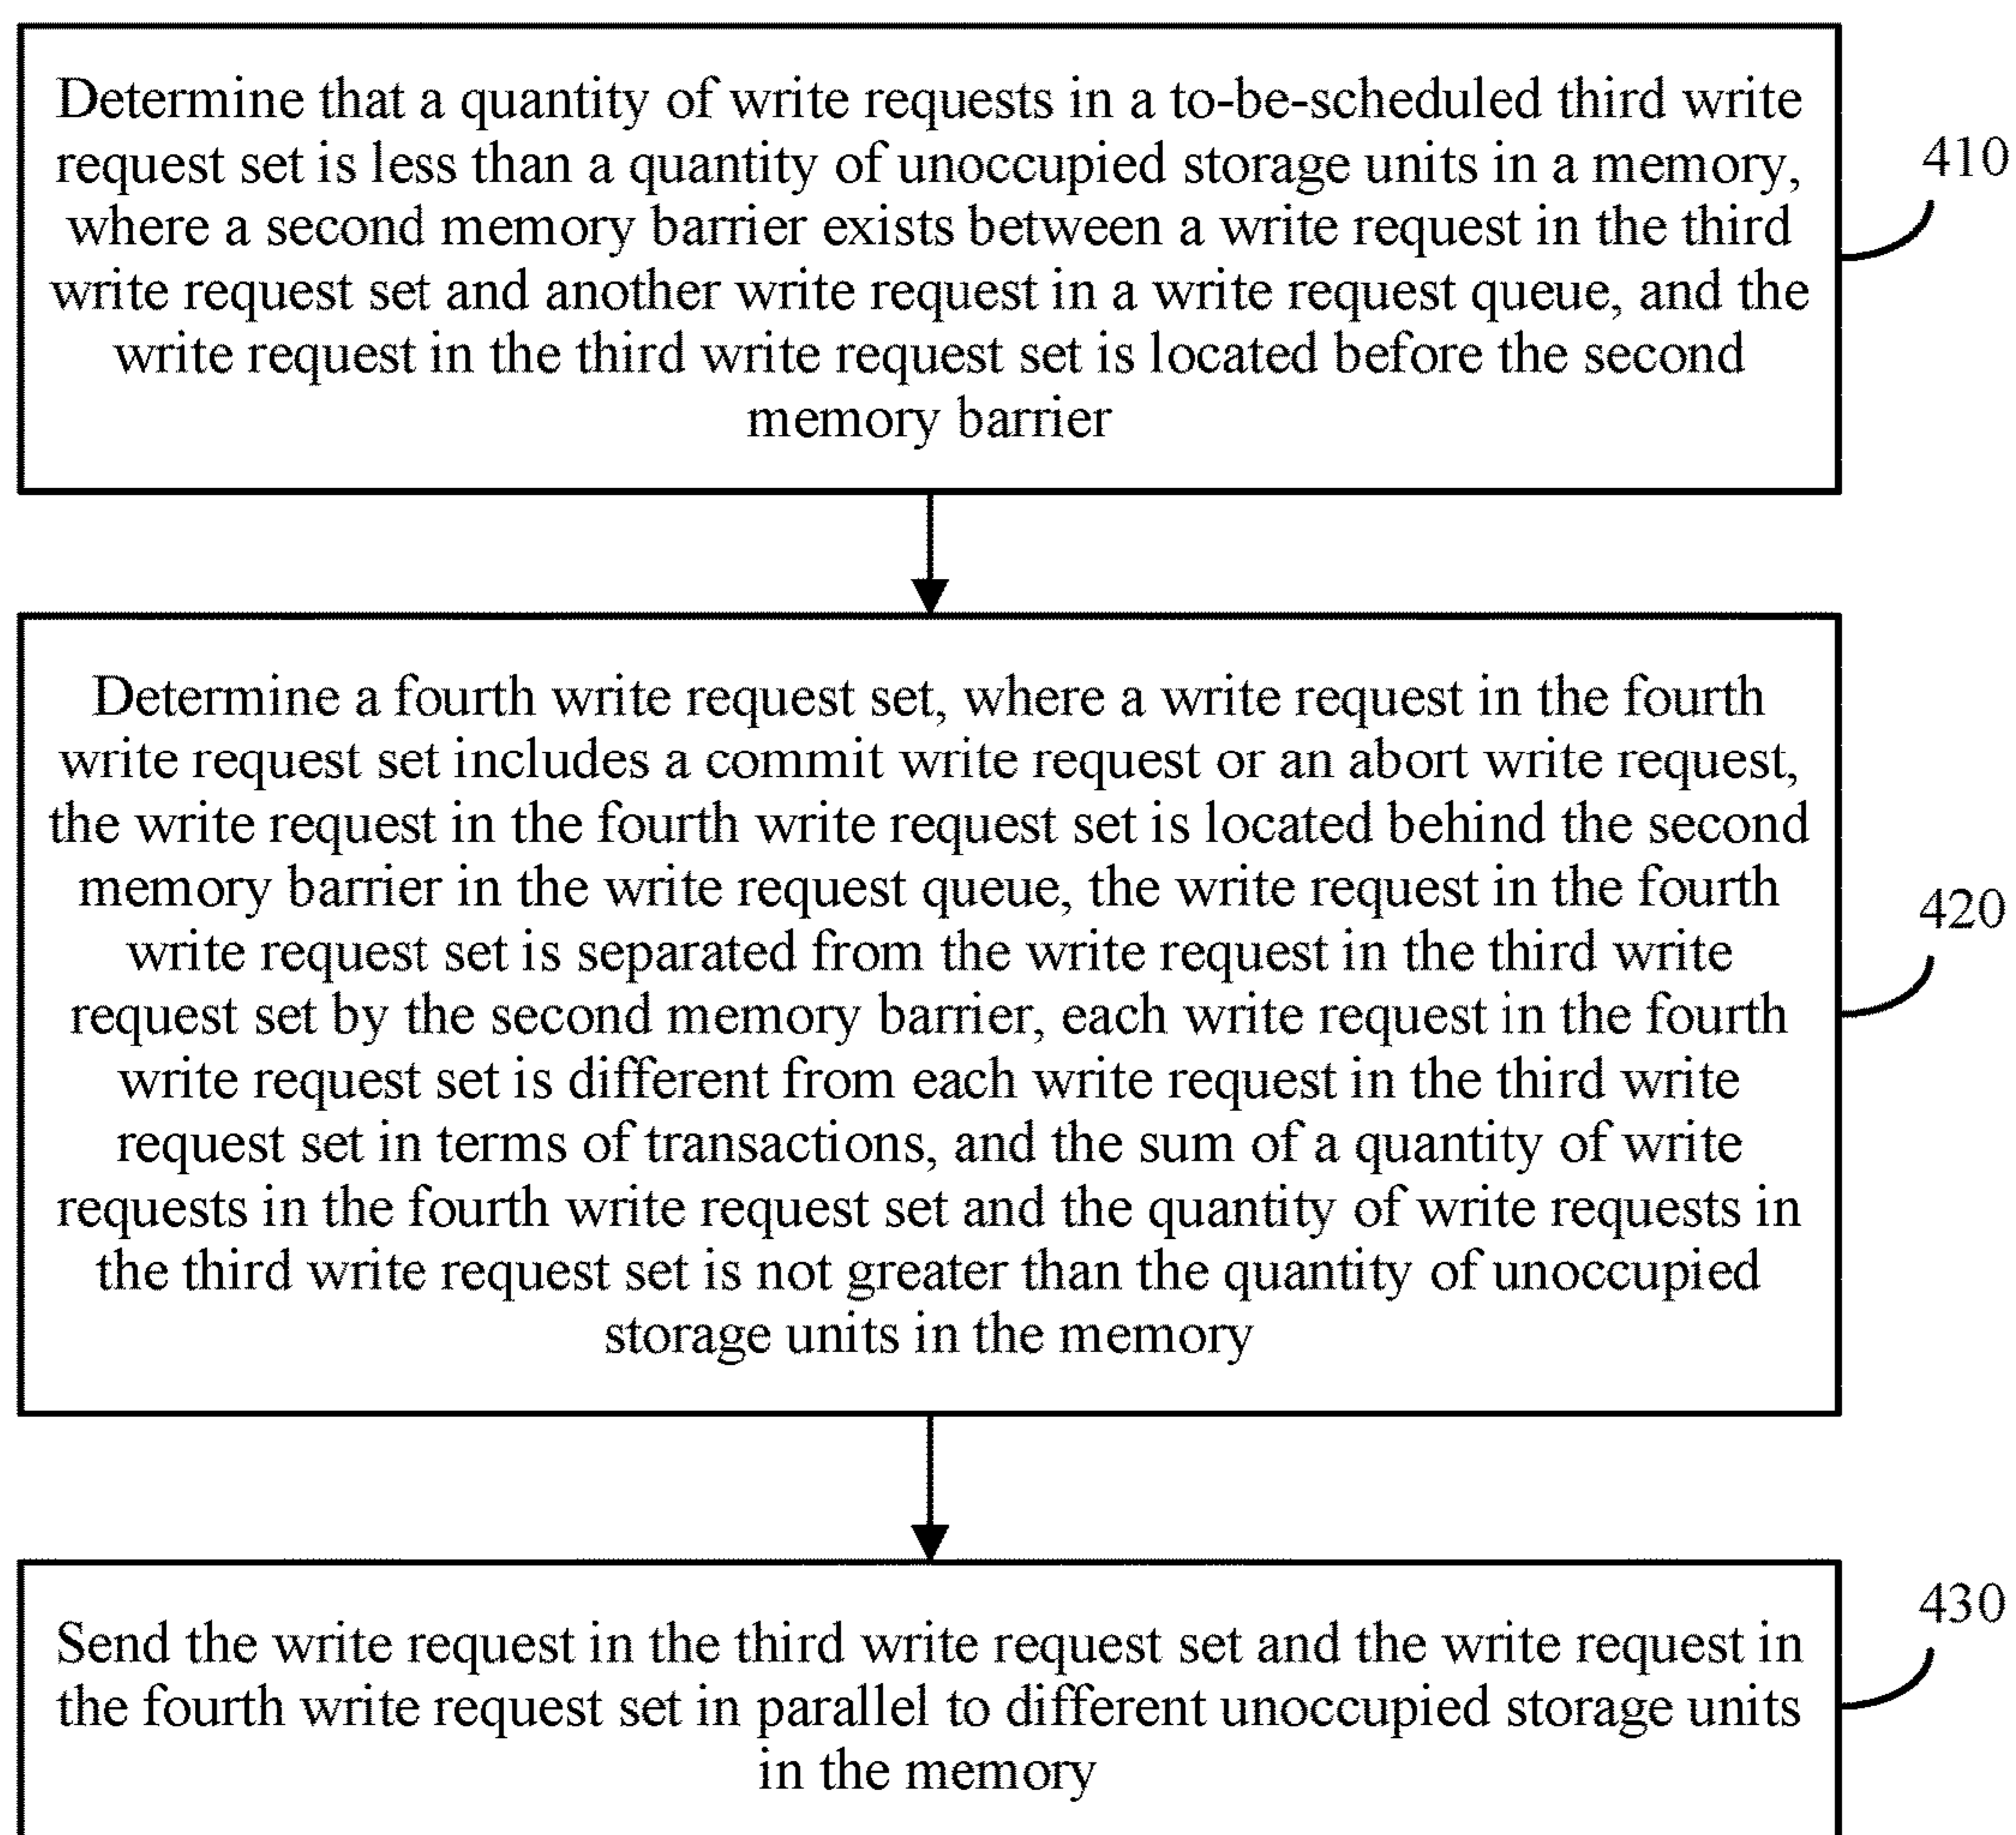 Determine that a quantity of write requests in a to-be-scheduled third write
request set is less than a quantity of unoccupied storage units in a memory,
where a second memory barrier exists between a write request in the third
write request set and another write request in a write request queue, and the
write request in the third write request set is located before the second
memory barrier
410
Determine a fourth write request set, where a write request in the fourth
write request set includes a commit write request or an abort write request,
the write request in the fourth write request set is located behind the second
memory barrier in the write request queue, the write request in the fourth
write request set is separated from the write request in the third write
request set by the second memory barrier, each write request in the fourth
write request set is different from each write request in the third write
request set in terms of transactions, and the sum of a quantity of write
requests in the fourth write request set and the quantity of write requests in
the third write request set is not greater than the quantity of unoccupied
storage units in the memory
420
Send the write request in the third write request set and the write request in
the fourth write request set in parallel to different unoccupied storage units
in the memory
430